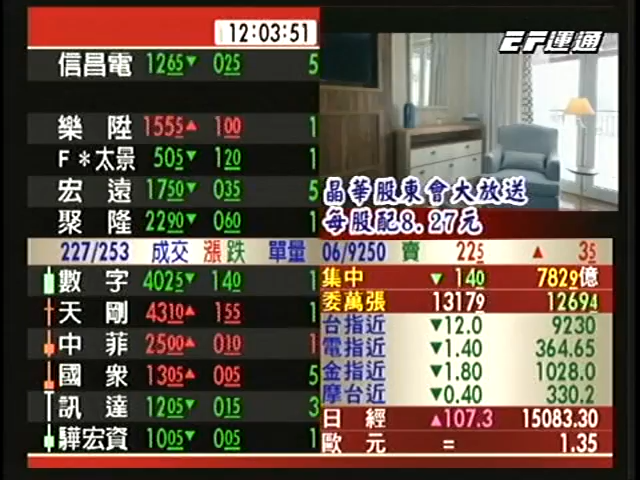 12:03:51
EF運通
信昌電 1265▼ 025 5
樂陞 1555▲ 100 1
F*太景 505▼ 120 1
宏遠 1750▼ 035 5
聚隆 2290▼ 060 1
晶華股東會大放送
每股配8.27元
227/253 成交 漲跌 單量 06/9250 賣 225 ▲ 35
數字 4025▼ 140 1
天剛 4310▲ 155 1
中菲 2500▲ 010 1
國眾 1305▲ 005 5
訊達 1205▼ 015 3
驊宏資 1005▼ 005 1
集中 ▼ 140 7829億
委萬張 13179 12694
台指近 ▼12.0 9230
電指近 ▼1.40 364.65
金指近 ▼1.80 1028.0
摩台近 ▼0.40 330.2
日經 ▲107.3 15083.30
歐元 = 1.35